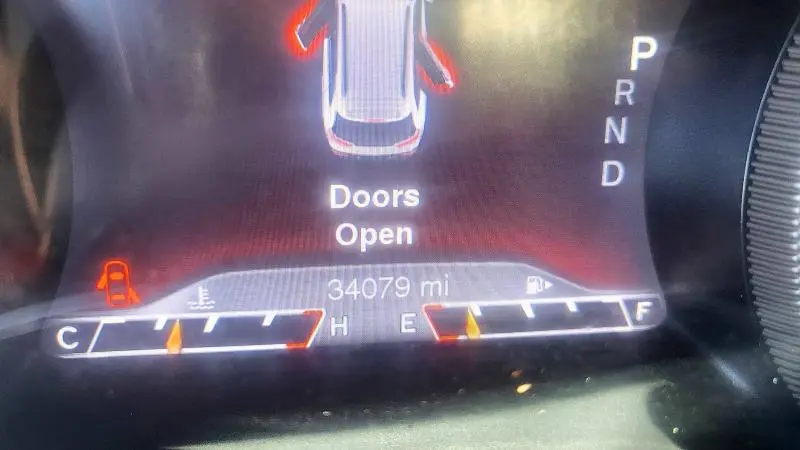 P
R
N
D
Doors
Open
34079 mi
C H E F